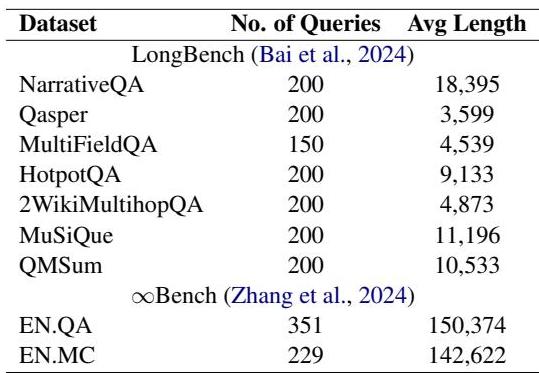 Dataset No. of Queries Avg Length
LongBench (Bai et al., 2024)
NarrativeQA 200 18,395
Qasper 200 3,599
MultiFieldQA 150 4,539
HotpotQA 200 9,133
2WikiMultihopQA 200 4,873
MuSiQue 200 11,196
QMSum 200 10,533
∞Bench (Zhang et al., 2024)
EN.QA 351 150,374
EN.MC 229 142,622